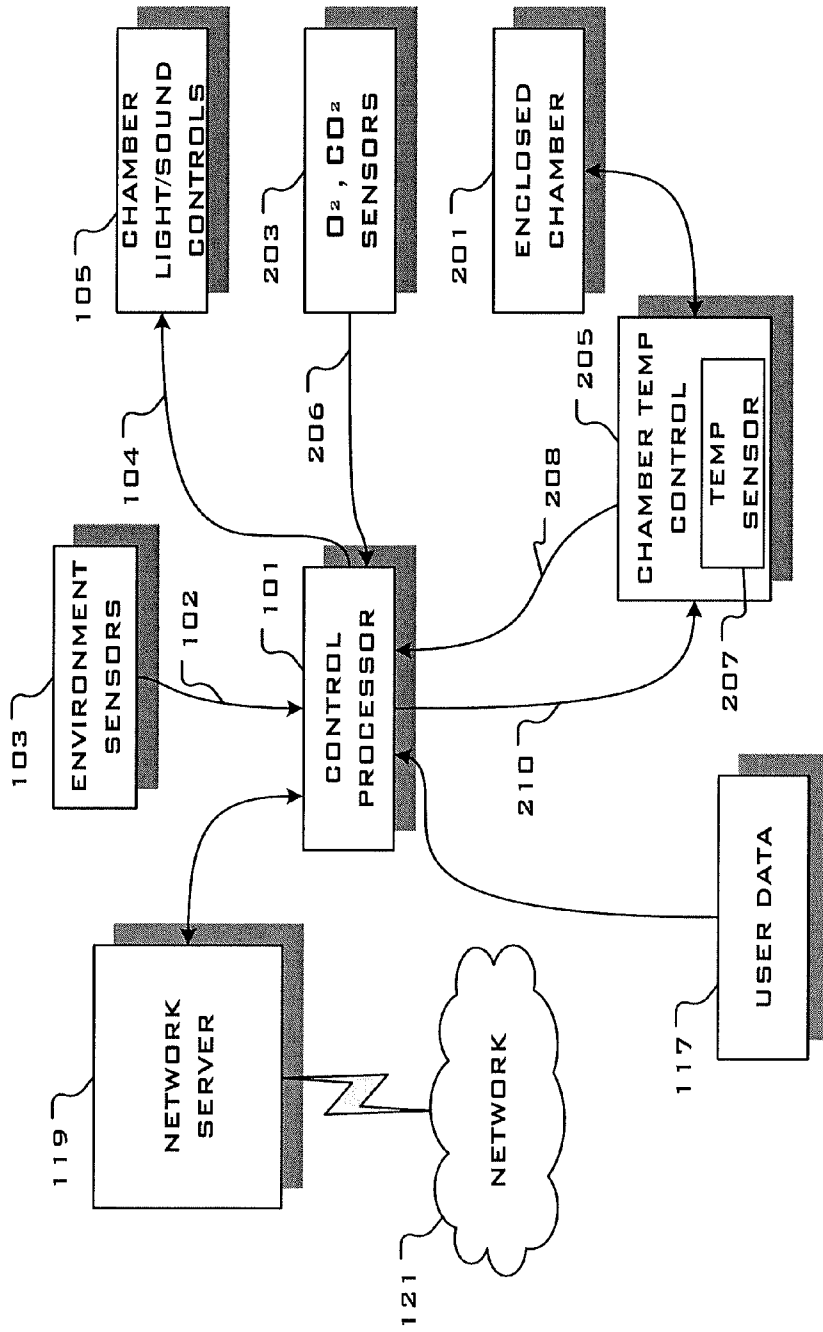 119
NETWORK
SERVER
121
NETWORK
117
USER DATA
103
ENVIRONMENT
SENSORS
102
101
CONTROL
PROCESSOR
210
208
207
205
CHAMBER TEMP
CONTROL
TEMP
SENSOR
104
105
CHAMBER
LIGHT/SOUND
CONTROLS
206
203
O₂, CO₂
SENSORS
201
ENCLOSED
CHAMBER